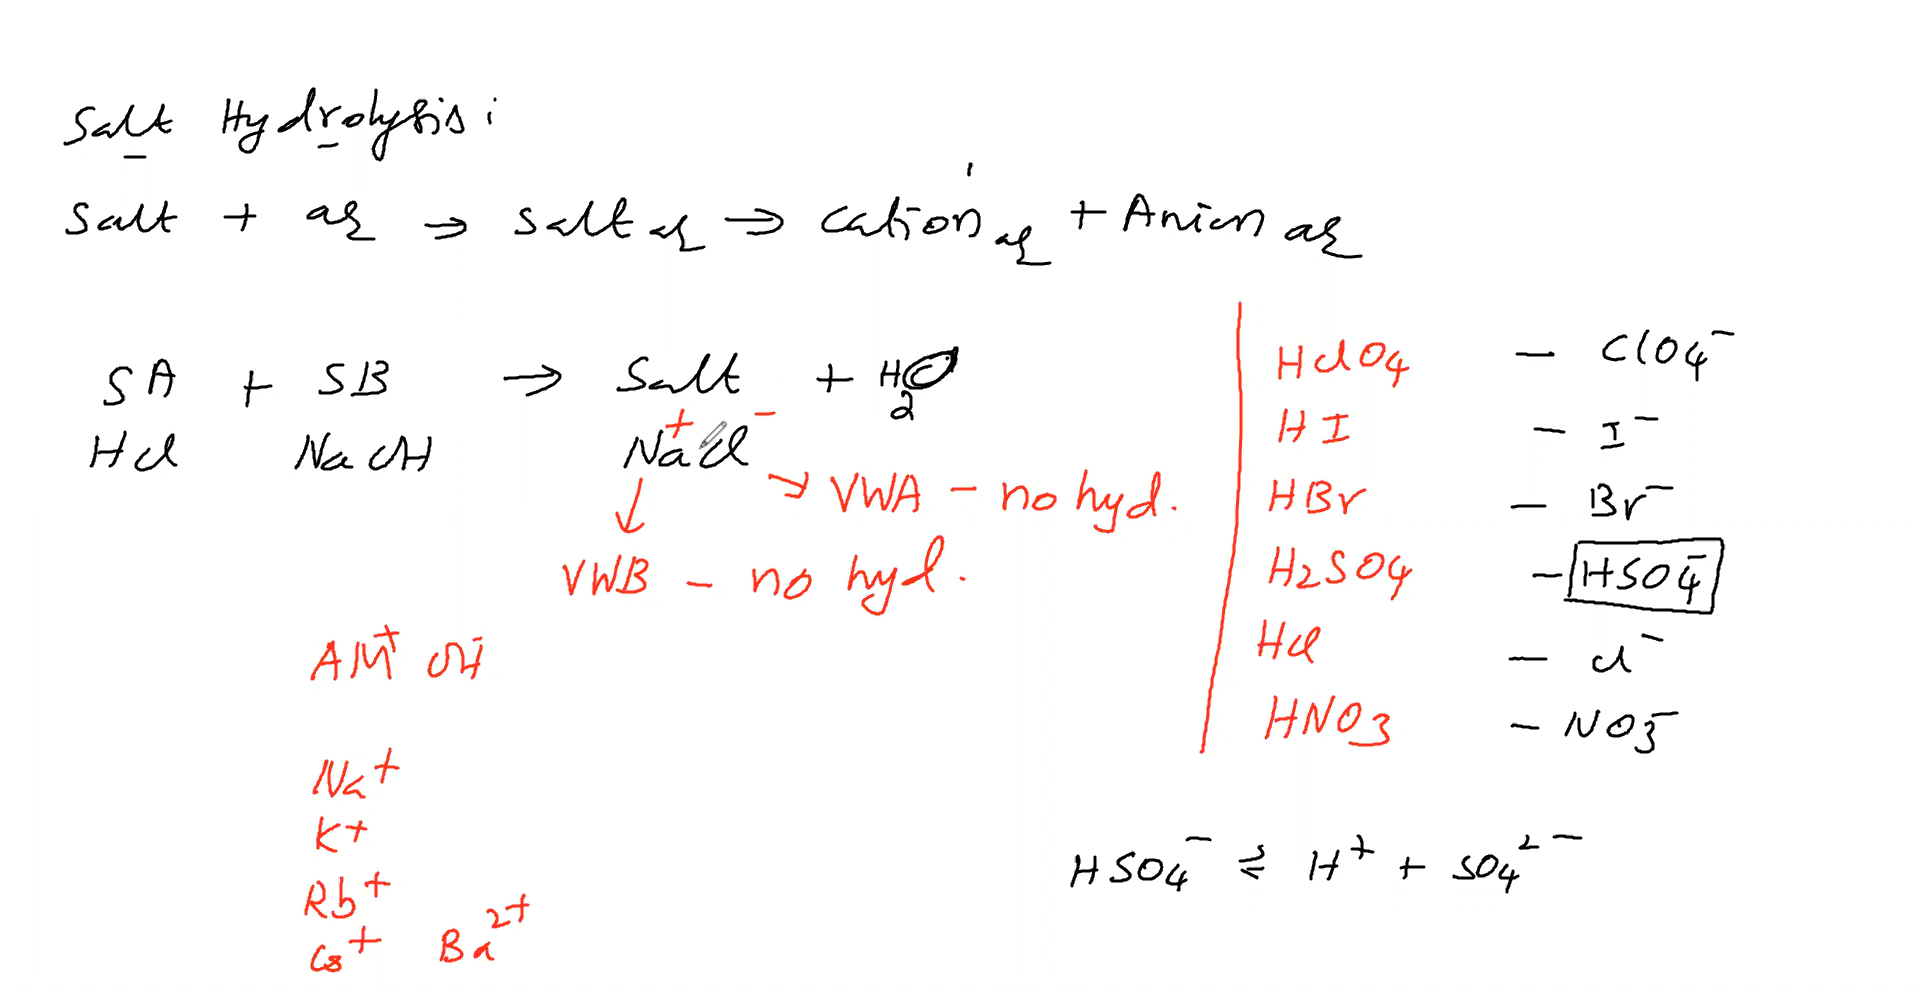 Salt Hydrolysis :
Salt + aq → Salt aq → Cation aq + Anion aq
SA + SB → Salt + H2O
HCl NaOH Na+Cl-
→ VWA - no hyd.
VWB - no hyd.
AM+ OH-
Na+
K+
Rb+
Cs+ Ba2+
HClO4 - ClO4-
HI - I-
HBr - Br-
H2SO4 - HSO4-
HCl - Cl-
HNO3 - NO3-
HSO4- ⇌ H+ + SO4 2-